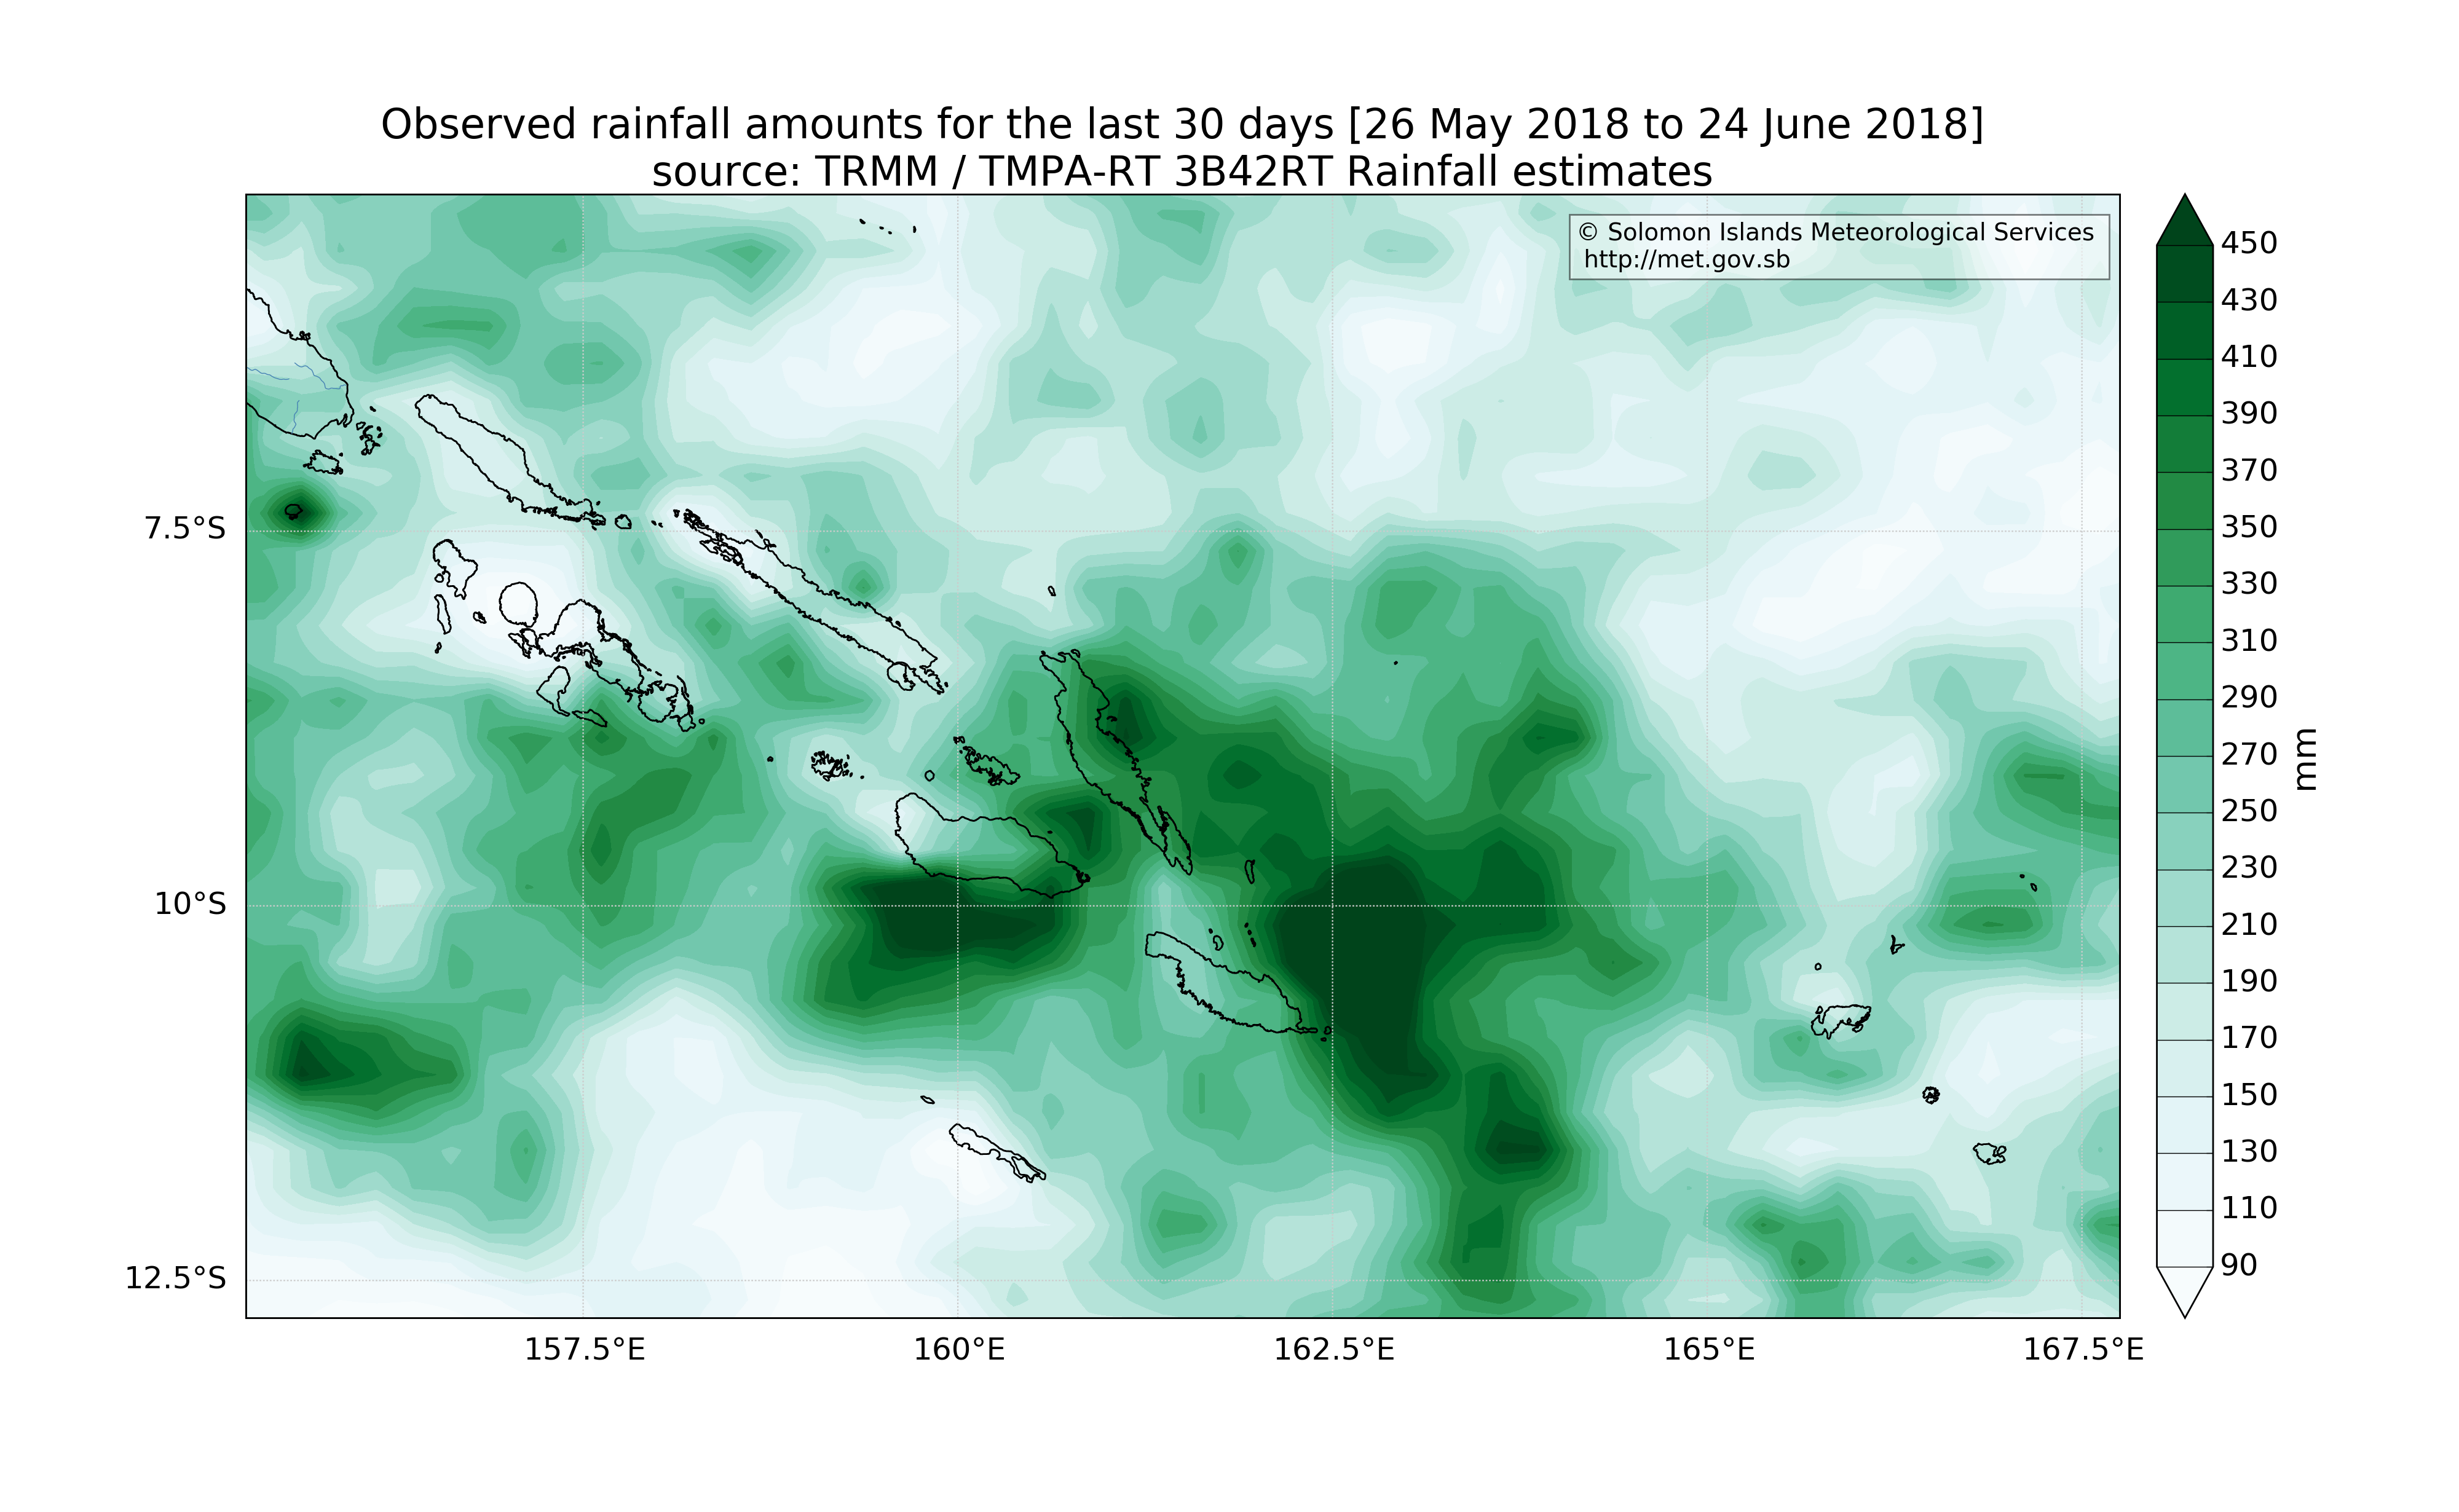 Observed rainfall amounts for the last 30 days [26 May 2018 to 24 June 2018]
source: TRMM / TMPA-RT 3B42RT Rainfall estimates
© Solomon Islands Meteorological Services
http://met.gov.sb
7.5°S
10°S
12.5°S
157.5°E
160°E
162.5°E
165°E
167.5°E
450
430
410
390
370
350
330
310
290
270
250
230
210
190
170
150
130
110
90
mm